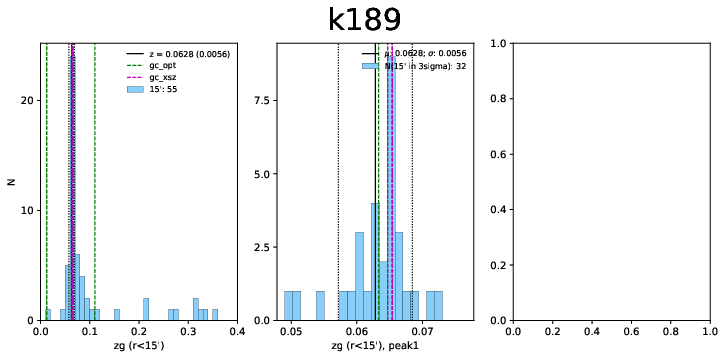 k189
z = 0.0628 (0.0056)
gc_opt
gc_xsz
15': 55
N
20
10
0
0.0 0.1 0.2 0.3 0.4
zg (r<15')
μ: 0.0628; σ: 0.0056
N(15' in 3sigma): 32
7.5
5.0
2.5
0.0
0.05 0.06 0.07
zg (r<15'), peak1
1.0
0.8
0.6
0.4
0.2
0.0
0.0 0.2 0.4 0.6 0.8 1.0